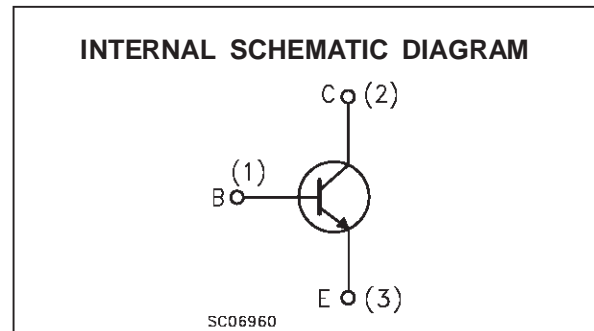 INTERNAL SCHEMATIC DIAGRAM
C (2)
(1)
B
E (3)
SC06960